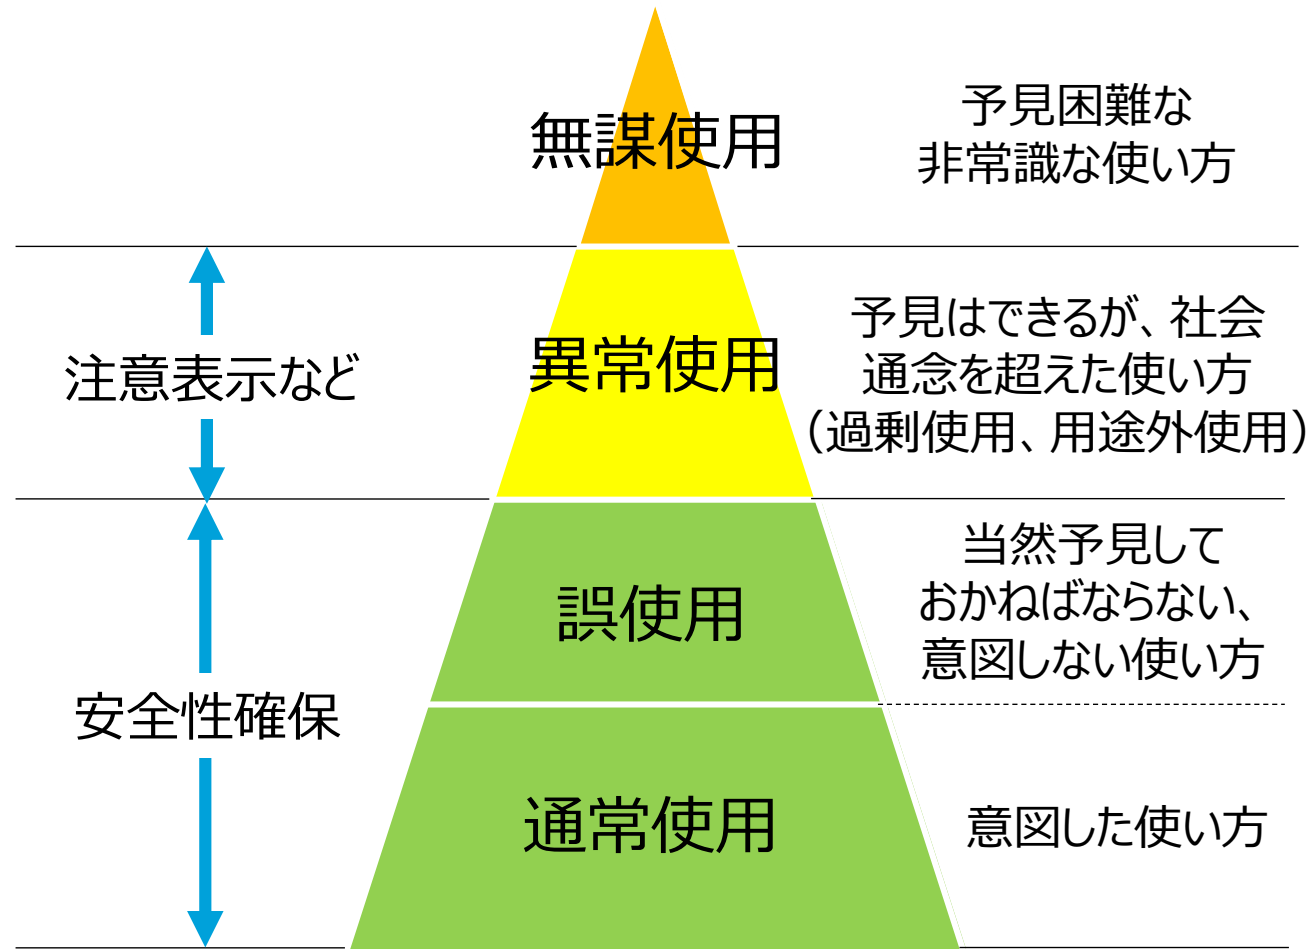 無謀使用
予見困難な
非常識な使い方
注意表示など
異常使用
予見はできるが、社会
通念を超えた使い方
（過剰使用、用途外使用）
安全性確保
誤使用
当然予見して
おかねばならない、
意図しない使い方
通常使用
意図した使い方